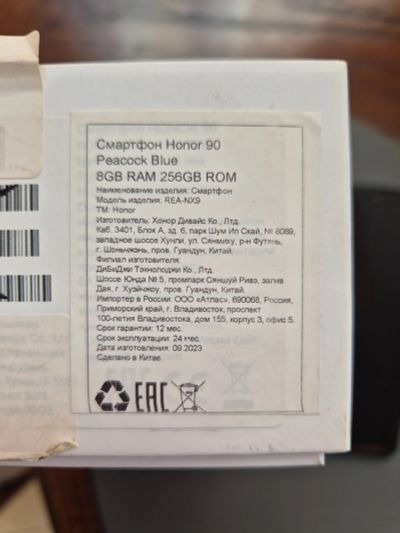 Смартфон Honor 90
Peacock Blue
8GB RAM 256GB ROM
Наименование изделия: Смартфон
Модель изделия: REA-NX9
ТМ: Honor
Изготовитель: Хонор Дивайс Ко., Лтд.
Каб. 3401, Блок А, зд. 6, парк Шум Ип Скай, № 8089,
западное шоссе Хунли, ул. Сянмиху, р-н Футянь,
г. Шэньчжэнь, пров. Гуандун, Китай.
Филиал изготовителя:
ДиБиДжи Тэкнолоджи Ко., Лтд.
Шоссе Юнда № 5, промпарк Сяншуй Ривэ, залив
Дая, г. Хуэйчжоу, пров. Гуандун, Китай.
Импортер в России: ООО «Атлас», 690068, Россия,
Приморский край, г. Владивосток, проспект
100-летия Владивостока, дом 155, корпус 3, офис 5.
Срок гарантии: 12 мес.
Срок эксплуатации: 24 мес.
Дата изготовления: 09.2023
Сделано в Китае.
EAC